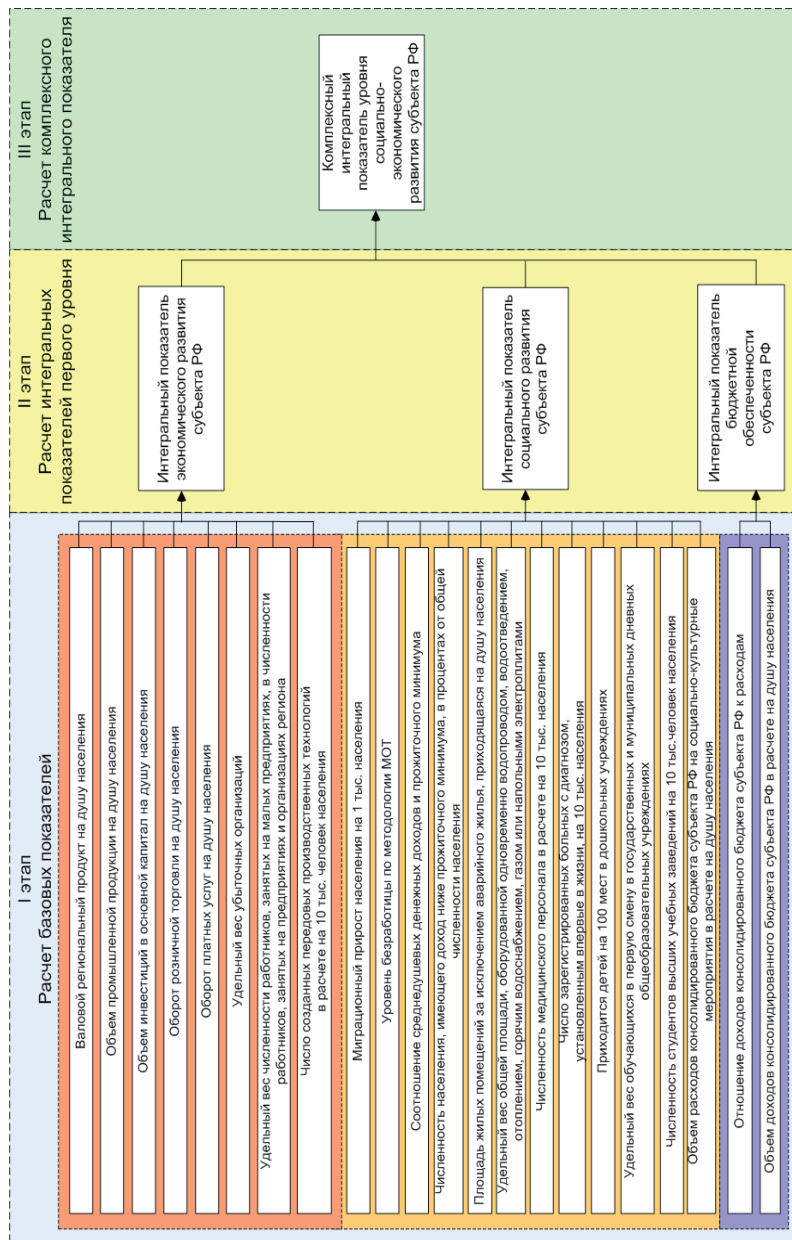 I этап
Расчет базовых показателей
Валовой региональный продукт на душу населения
Объем промышленной продукции на душу населения
Объем инвестиций в основной капитал на душу населения
Оборот розничной торговли на душу населения
Оборот платных услуг на душу населения
Удельный вес убыточных организаций
Удельный вес численности работников, занятых на малых предприятиях, в численности
работников, занятых на предприятиях и организациях региона
Число созданных передовых производственных технологий
в расчете на 10 тыс. человек населения
Миграционный прирост населения на 1 тыс. населения
Уровень безработицы по методологии МОТ
Соотношение среднедушевых денежных доходов и прожиточного минимума
Численность населения, имеющего доход ниже прожиточного минимума, в процентах от общей
численности населения
Площадь жилых помещений за исключением аварийного жилья, приходящаяся на душу населения
Удельный вес общей площади, оборудованной одновременно водопроводом, водоотведением,
отоплением, горячим водоснабжением, газом или напольными электроплитами
Численность медицинского персонала в расчете на 10 тыс. населения
Число зарегистрированных больных с диагнозом,
установленным впервые в жизни, на 10 тыс. населения
Приходится детей на 100 мест в дошкольных учреждениях
Удельный вес обучающихся в первую смену в государственных и муниципальных дневных
общеобразовательных учреждениях
Численность студентов высших учебных заведений на 10 тыс.человек населения
Объем расходов консолидированного бюджета субъекта РФ на социально-культурные
мероприятия в расчете на душу населения
Отношение доходов консолидированного бюджета субъекта РФ к расходам
Объем доходов консолидированного бюджета субъекта РФ в расчете на душу населения
II этап
Расчет интегральных
показателей первого уровня
Интегральный показатель
экономического развития
субъекта РФ
Интегральный показатель
социального развития
субъекта РФ
Интегральный показатель
бюджетной
обеспеченности
субъекта РФ
III этап
Расчет комплексного
интегрального показателя
Комплексный
интегральный
показатель уровня
социально-
экономического
развития субъекта РФ